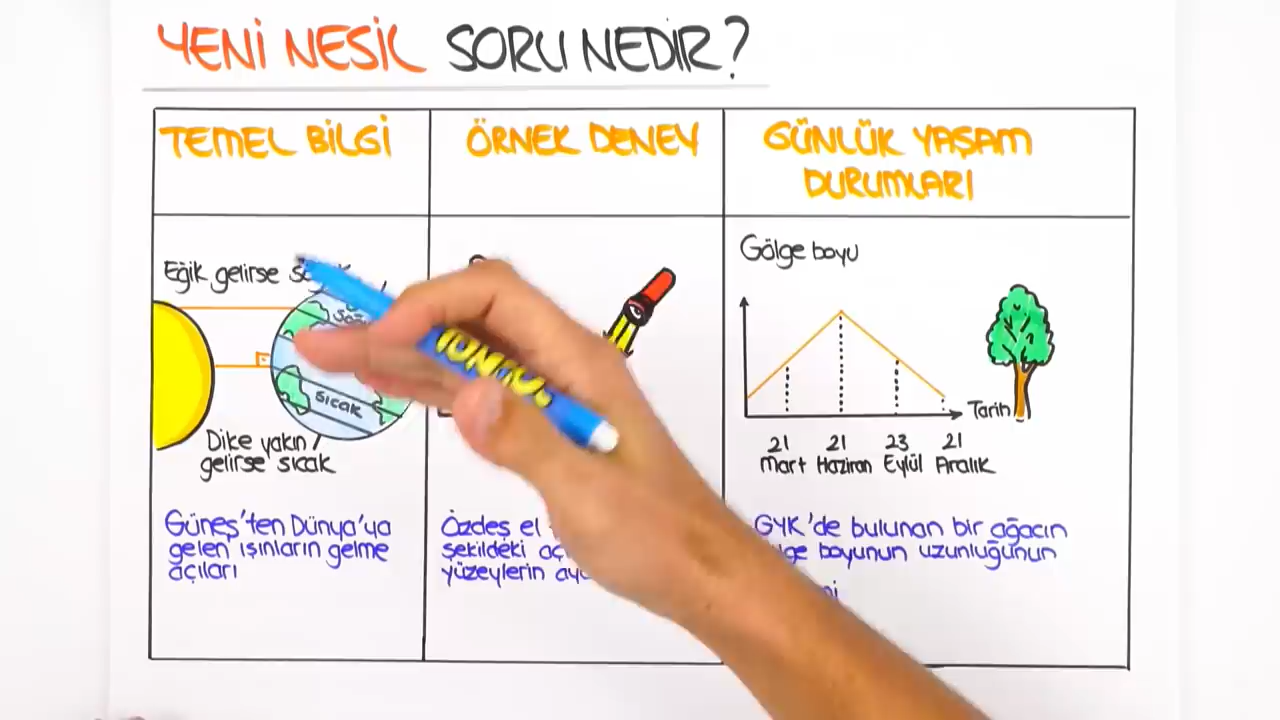 YENİ NESİL SORU NEDİR?
TEMEL BİLGİ
ÖRNEK DENEY
GÜNLÜK YAŞAM
DURUMLARI
Eğik gelirse
Sıcak
Dike yakın
gelirse sıcak
Güneş'ten Dünya'ya
gelen ışınların gelme
açıları
Özdeş el
şekildeki
yüzeylerin
Gölge boyu
Tarih
21 21 23 21
Mart Haziran Eylül Aralık
GYK'de bulunan bir ağacın
boyunun uzunluğunun